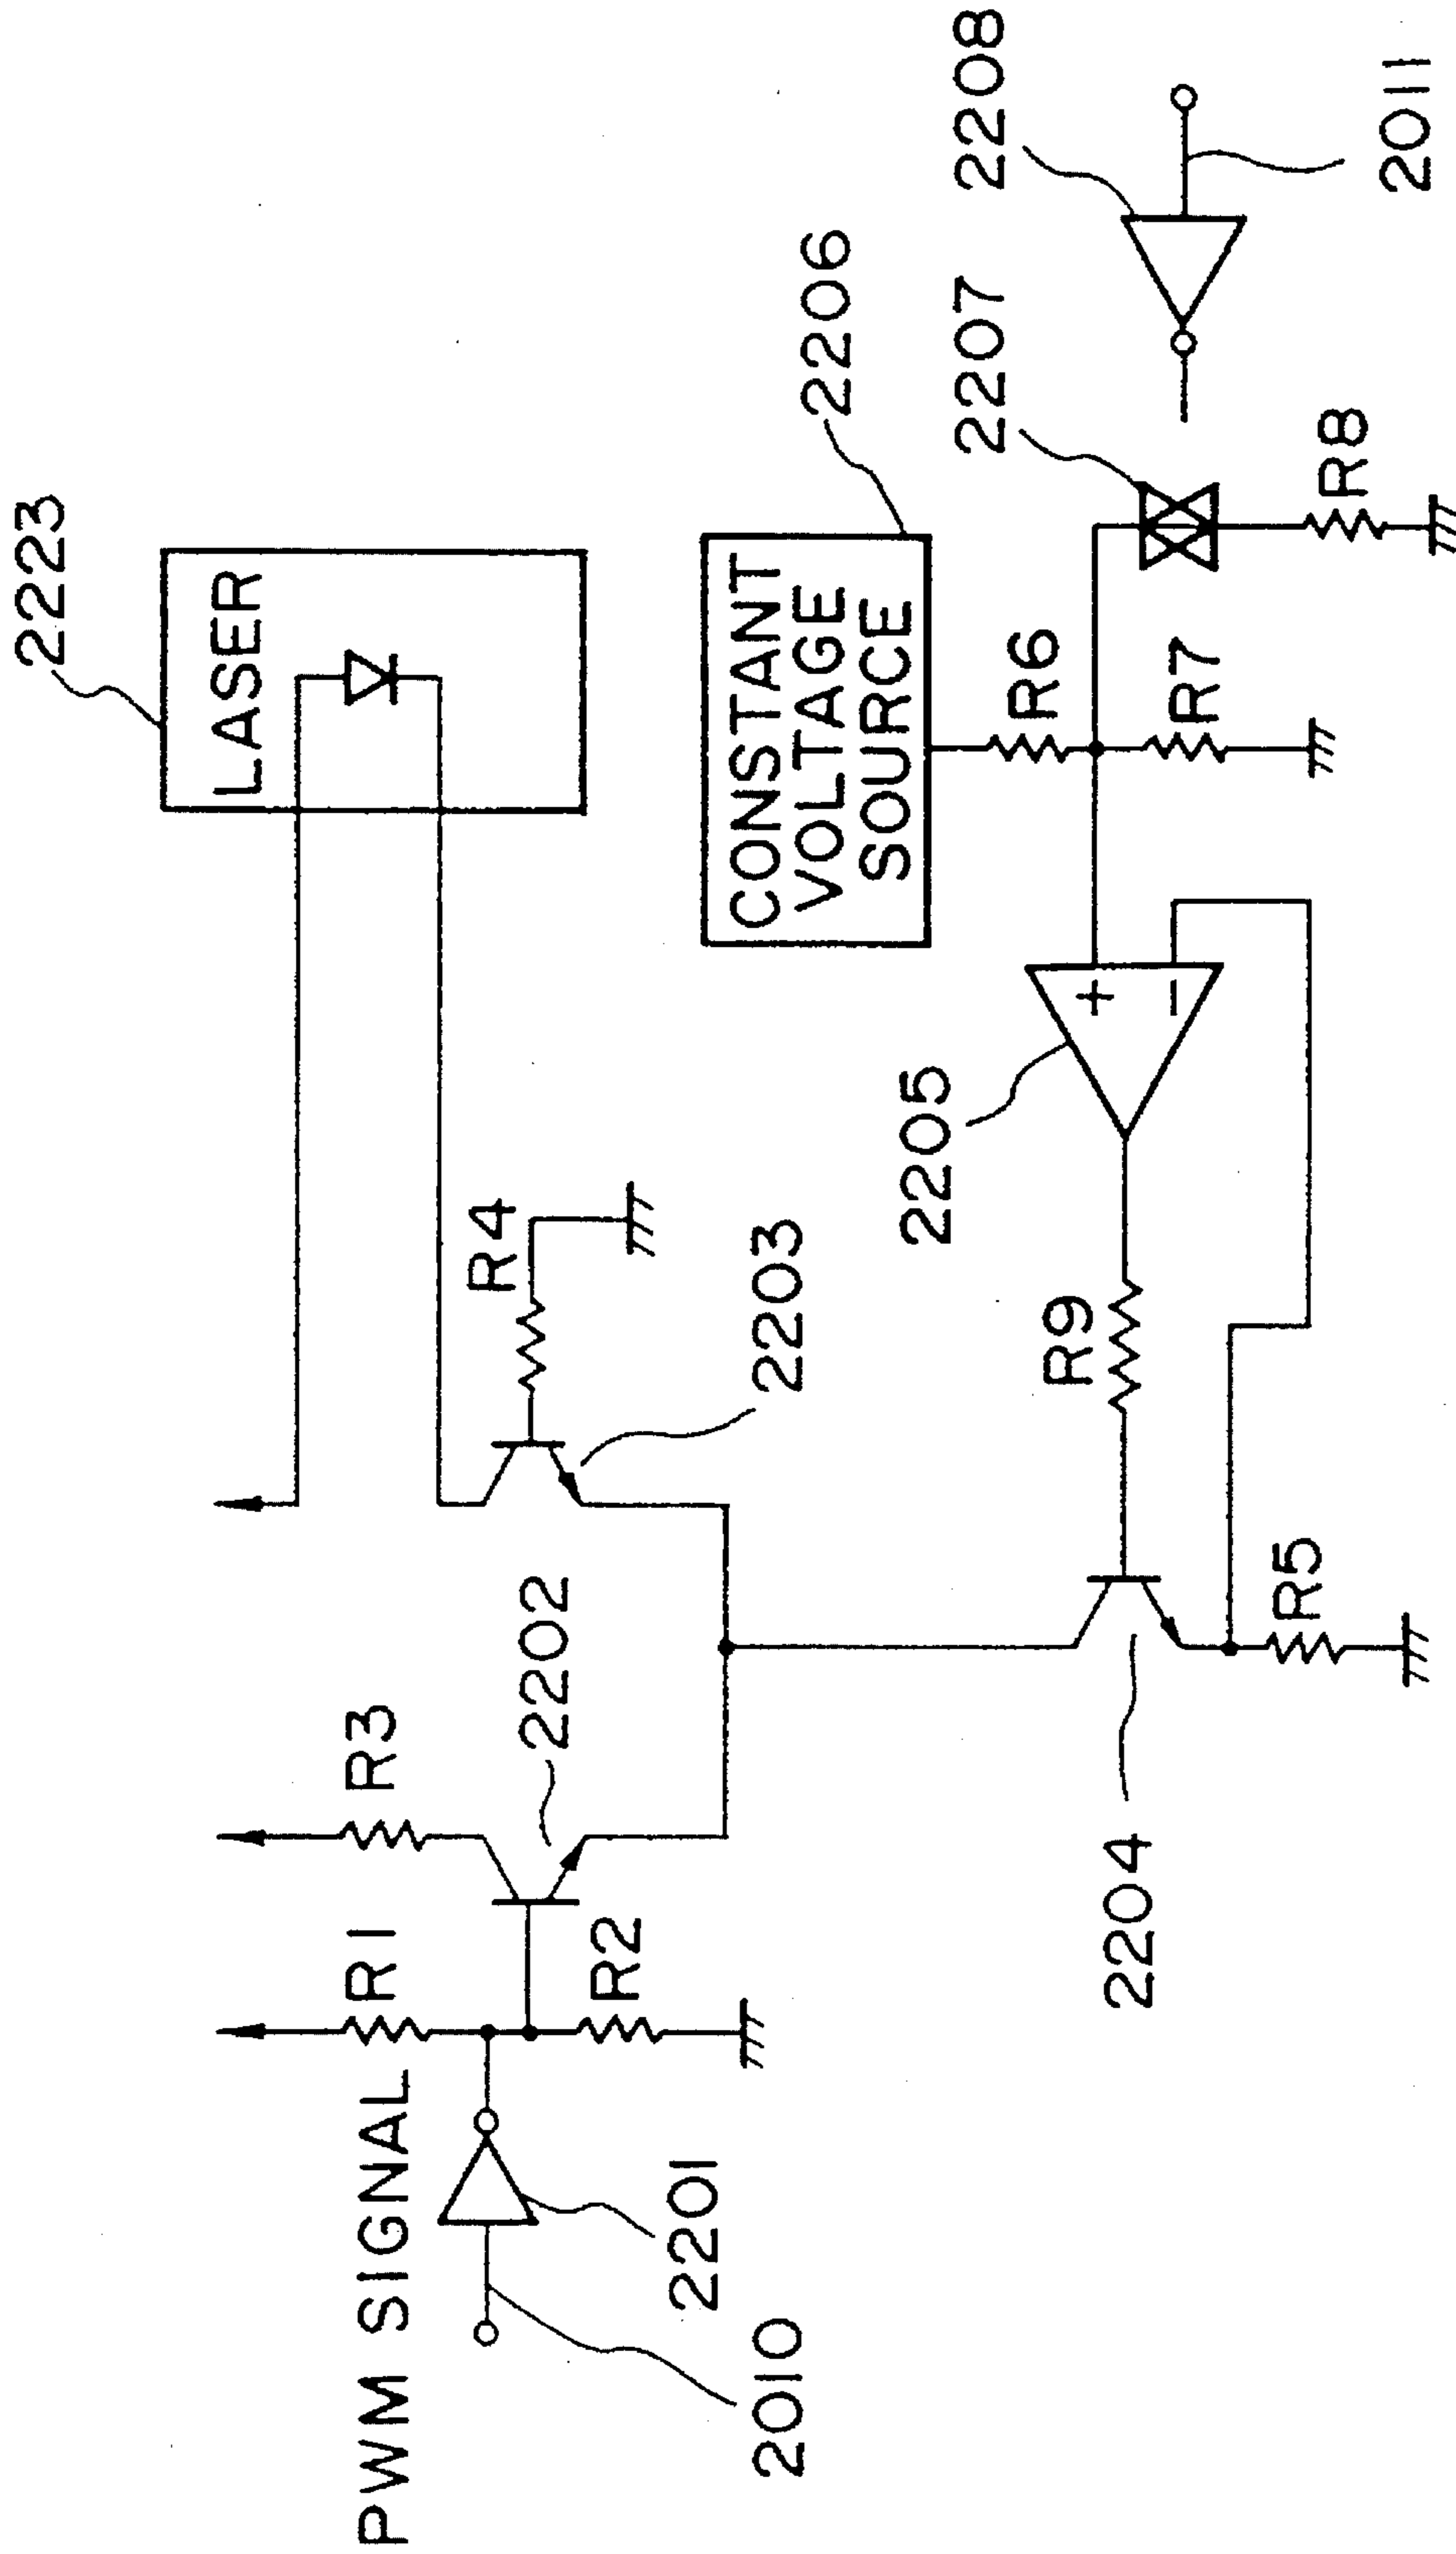 2223
LASER
PWM SIGNAL
R1
R3
R4
2202
2203
2010
2201
R2
2206
CONSTANT
VOLTAGE
SOURCE
2205
R6
2207
2208
R9
R7
2204
R5
R8
2011